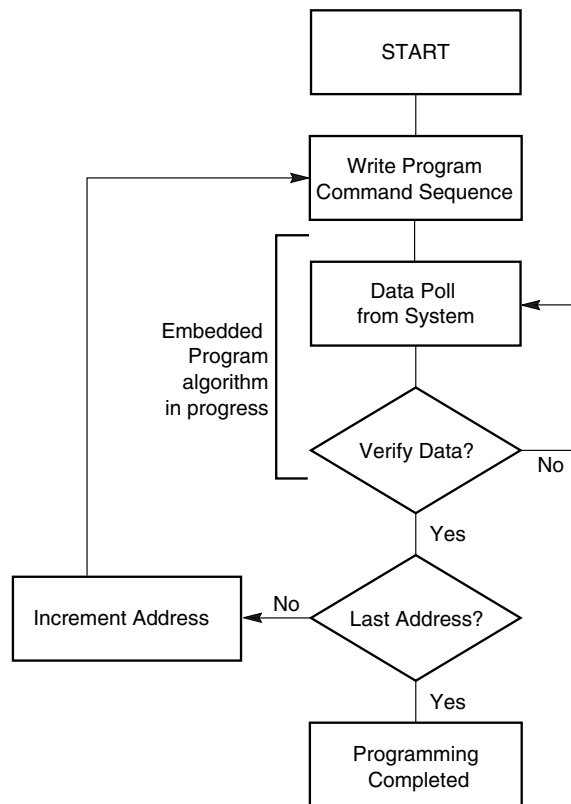 START
Write Program
Command Sequence
Data Poll
from System
Embedded
Program
algorithm
in progress
Verify Data?
No
Yes
Last Address?
No
Increment Address
Yes
Programming
Completed